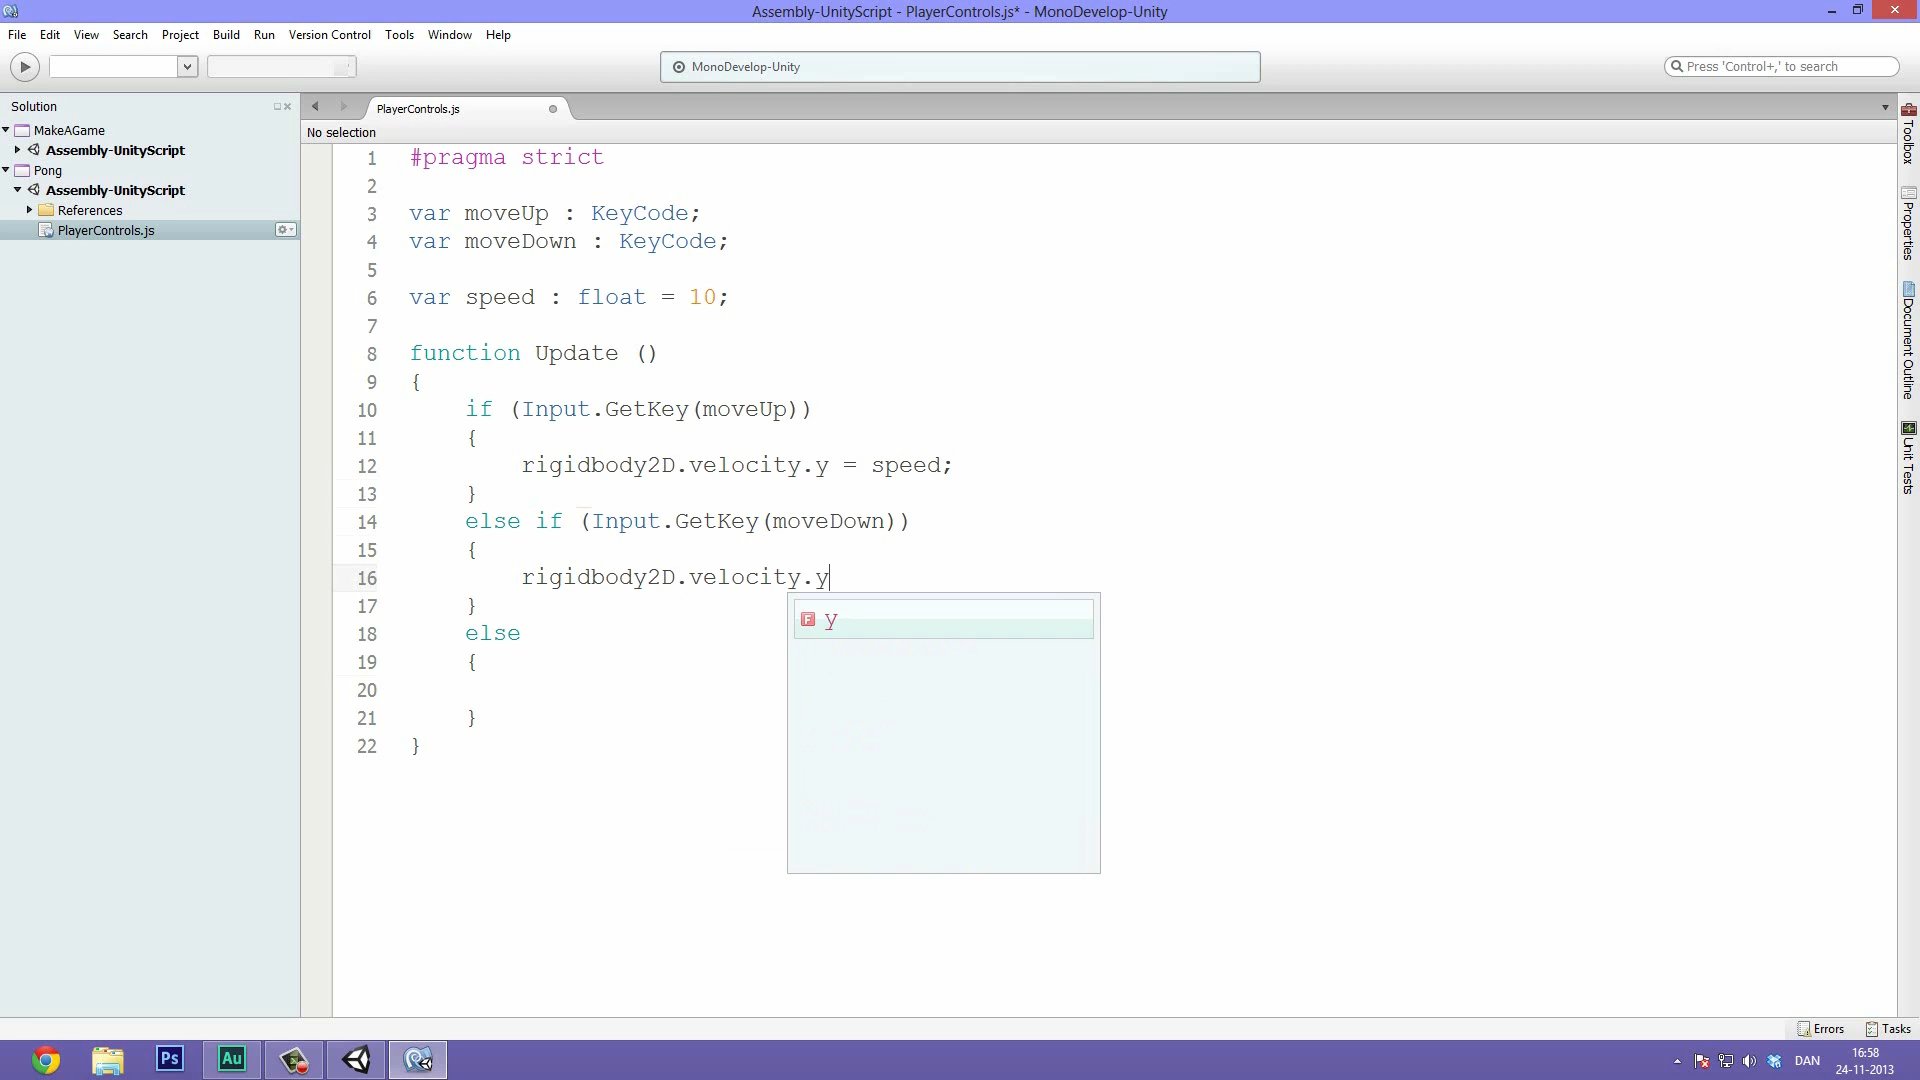 Assembly-UnityScript - PlayerControls.js* - MonoDevelop-Unity
File Edit View Search Project Build Run Version Control Tools Window Help
MonoDevelop-Unity
Press 'Control+,' to search
Solution
MakeAGame
Assembly-UnityScript
Pong
Assembly-UnityScript
References
PlayerControls.js
PlayerControls.js
No selection
1 #pragma strict
2
3 var moveUp : KeyCode;
4 var moveDown : KeyCode;
5
6 var speed : float = 10;
7
8 function Update ()
9 {
10 if (Input.GetKey(moveUp))
11 {
12 rigidbody2D.velocity.y = speed;
13 }
14 else if (Input.GetKey(moveDown))
15 {
16 rigidbody2D.velocity.y
17 }
18 else
19 {
20
21 }
22 }
F y
Toolbox
Properties
Document Outline
Unit Tests
Errors Tasks
Ps
Au
DAN
16:58
24-11-2013